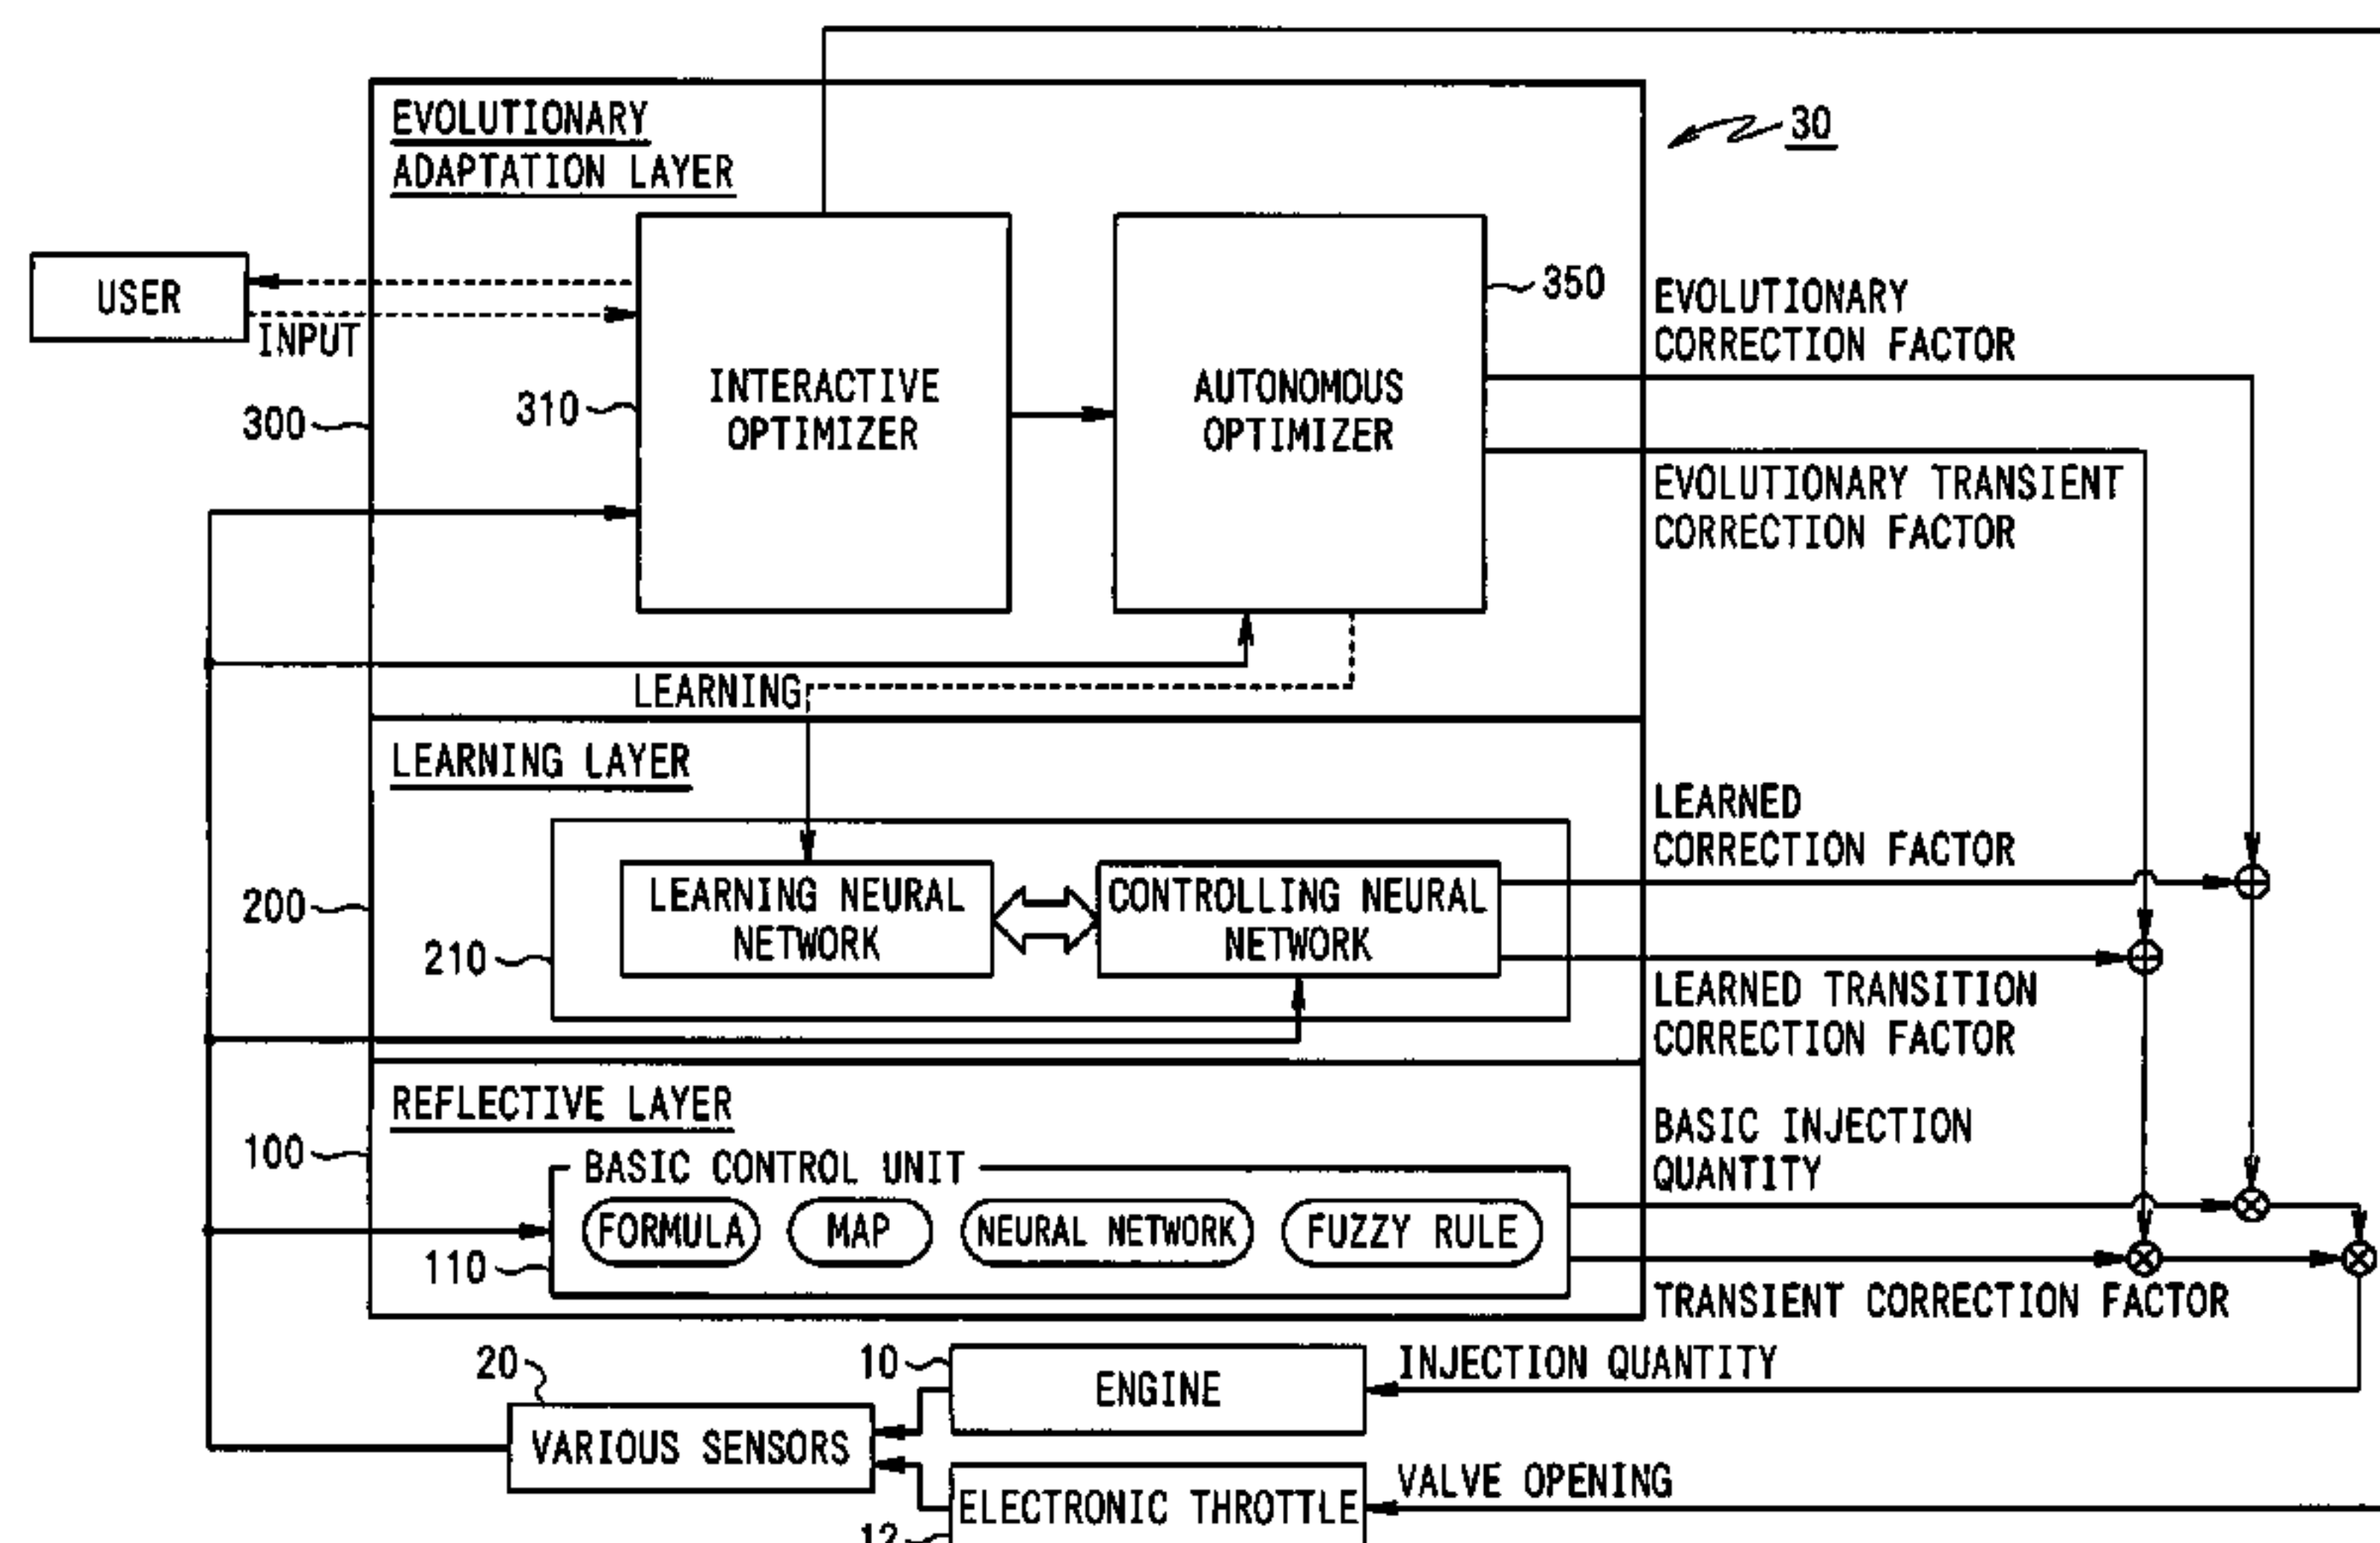 EVOLUTIONARY
ADAPTATION LAYER
30
USER
INPUT
300
310
INTERACTIVE
OPTIMIZER
AUTONOMOUS
OPTIMIZER
350
EVOLUTIONARY
CORRECTION FACTOR
EVOLUTIONARY TRANSIENT
CORRECTION FACTOR
LEARNING
LEARNING LAYER
200
210
LEARNING NEURAL
NETWORK
CONTROLLING NEURAL
NETWORK
LEARNED
CORRECTION FACTOR
LEARNED TRANSITION
CORRECTION FACTOR
REFLECTIVE LAYER
100
BASIC CONTROL UNIT
FORMULA
MAP
NEURAL NETWORK
FUZZY RULE
110
BASIC INJECTION
QUANTITY
TRANSIENT CORRECTION FACTOR
20
VARIOUS SENSORS
10
ENGINE
INJECTION QUANTITY
ELECTRONIC THROTTLE
VALVE OPENING
12